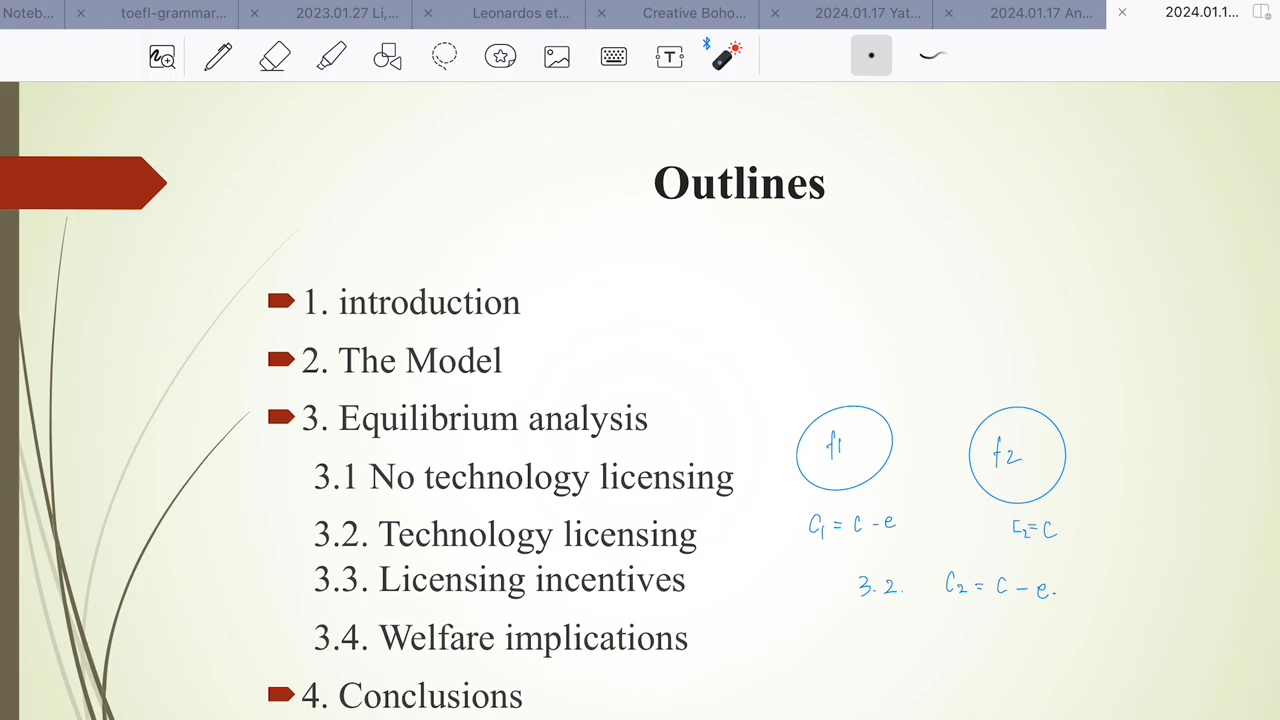 Noteb... toefl-grammar... 2023.01.27 Li,... Leonardos et... Creative Boho... 2024.01.17 Yat... 2024.01.17 An... 2024.01.1...
T
Outlines
1. introduction
2. The Model
3. Equilibrium analysis
3.1 No technology licensing
3.2. Technology licensing
3.3. Licensing incentives
3.4. Welfare implications
4. Conclusions
f1 f2
C₁ = C - e C₂ = C
3.2. C₂ = C - e.